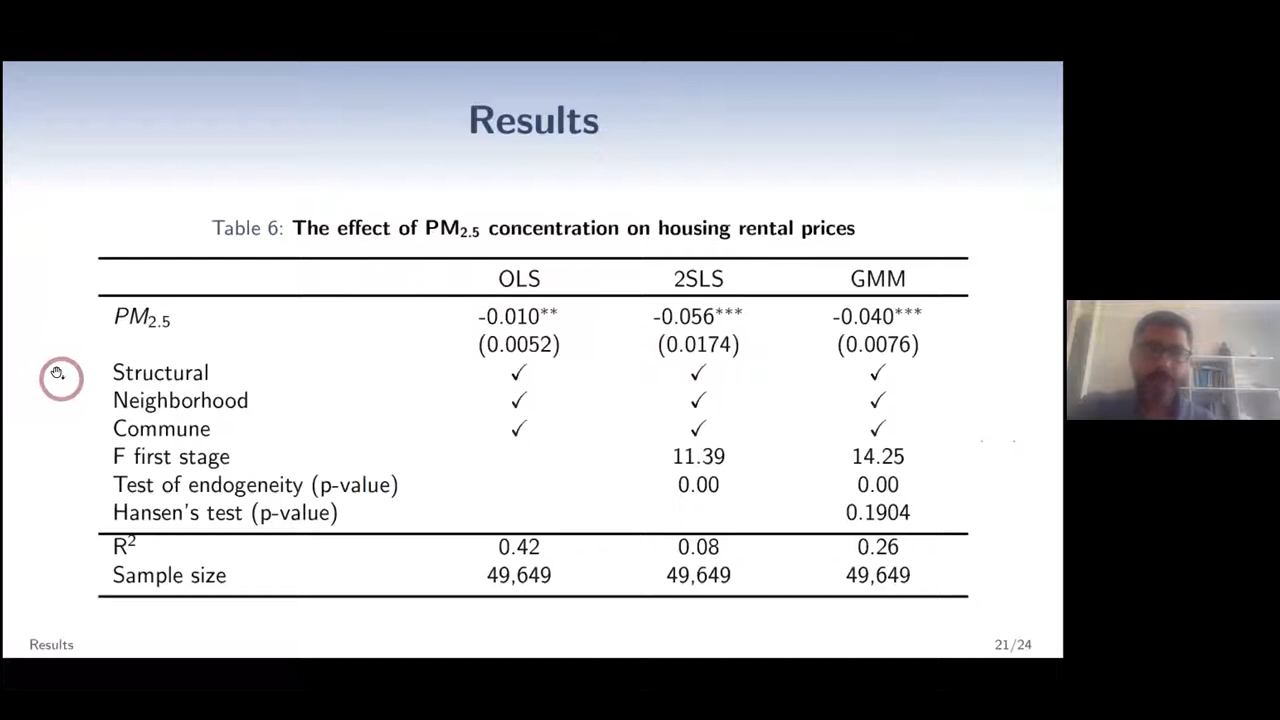 Results
Table 6: The effect of PM2.5 concentration on housing rental prices
OLS 2SLS GMM
PM2.5 -0.010** -0.056*** -0.040***
(0.0052) (0.0174) (0.0076)
Structural ✓ ✓ ✓
Neighborhood ✓ ✓ ✓
Commune ✓ ✓ ✓
F first stage 11.39 14.25
Test of endogeneity (p-value) 0.00 0.00
Hansen's test (p-value) 0.1904
R² 0.42 0.08 0.26
Sample size 49,649 49,649 49,649
Results 21/24